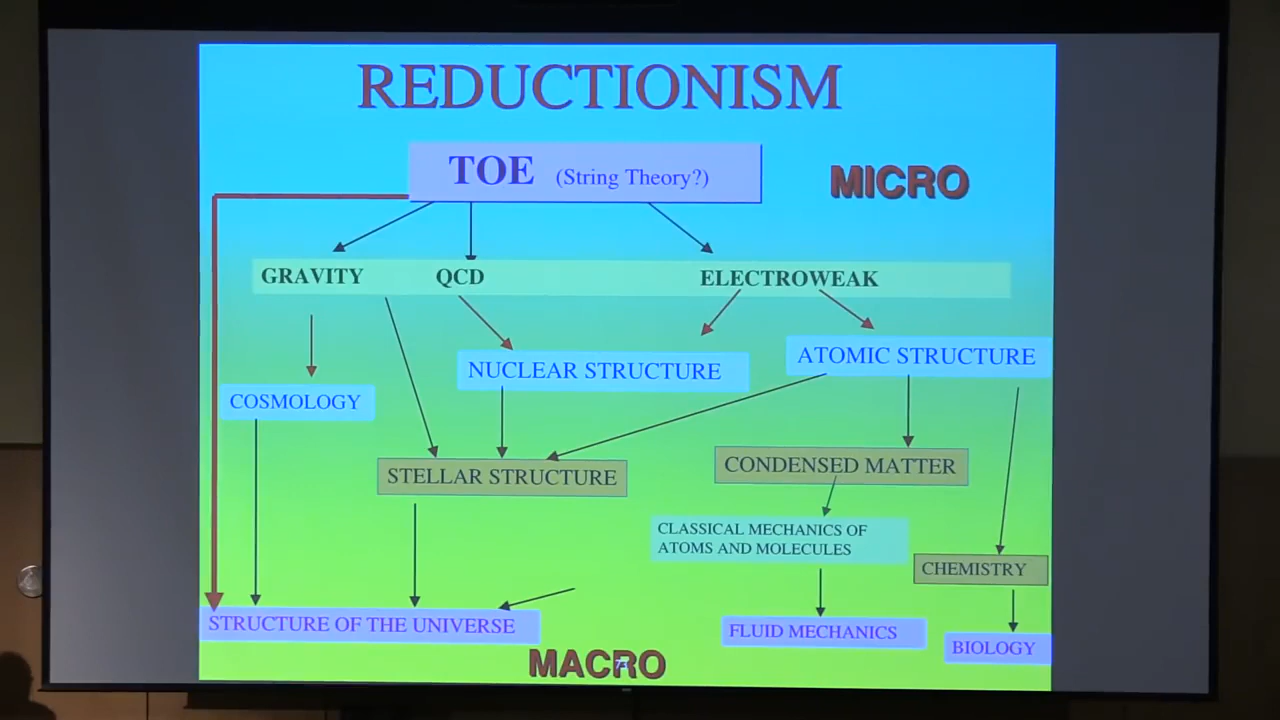 REDUCTIONISM
TOE (String Theory?)
MICRO
GRAVITY QCD ELECTROWEAK
NUCLEAR STRUCTURE
ATOMIC STRUCTURE
COSMOLOGY
STELLAR STRUCTURE
CONDENSED MATTER
CLASSICAL MECHANICS OF
ATOMS AND MOLECULES
CHEMISTRY
STRUCTURE OF THE UNIVERSE
FLUID MECHANICS
BIOLOGY
MACRO